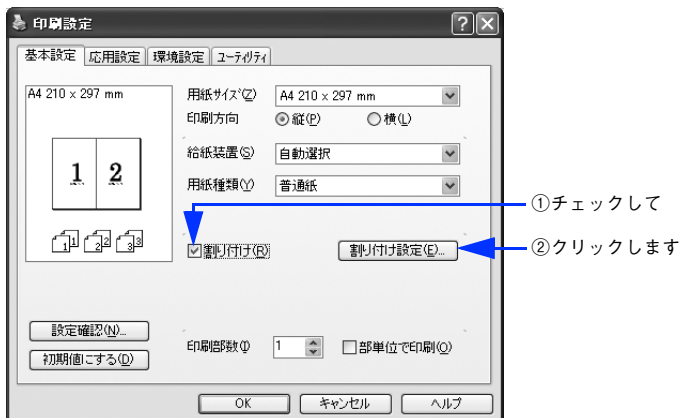 印刷設定
基本設定 応用設定 環境設定 ユーティリティ
A4 210 x 297 mm
用紙サイズ(Z) A4 210 x 297 mm
印刷方向 縦(P) 横(L)
給紙装置(S) 自動選択
1 2
用紙種類(Y) 普通紙
①チェックして
1 1 2 2 3 3
割り付け(R) 割り付け設定(E)...
②クリックします
設定確認(N)...
初期値にする(D)
印刷部数(I) 1 部単位で印刷(O)
OK キャンセル ヘルプ